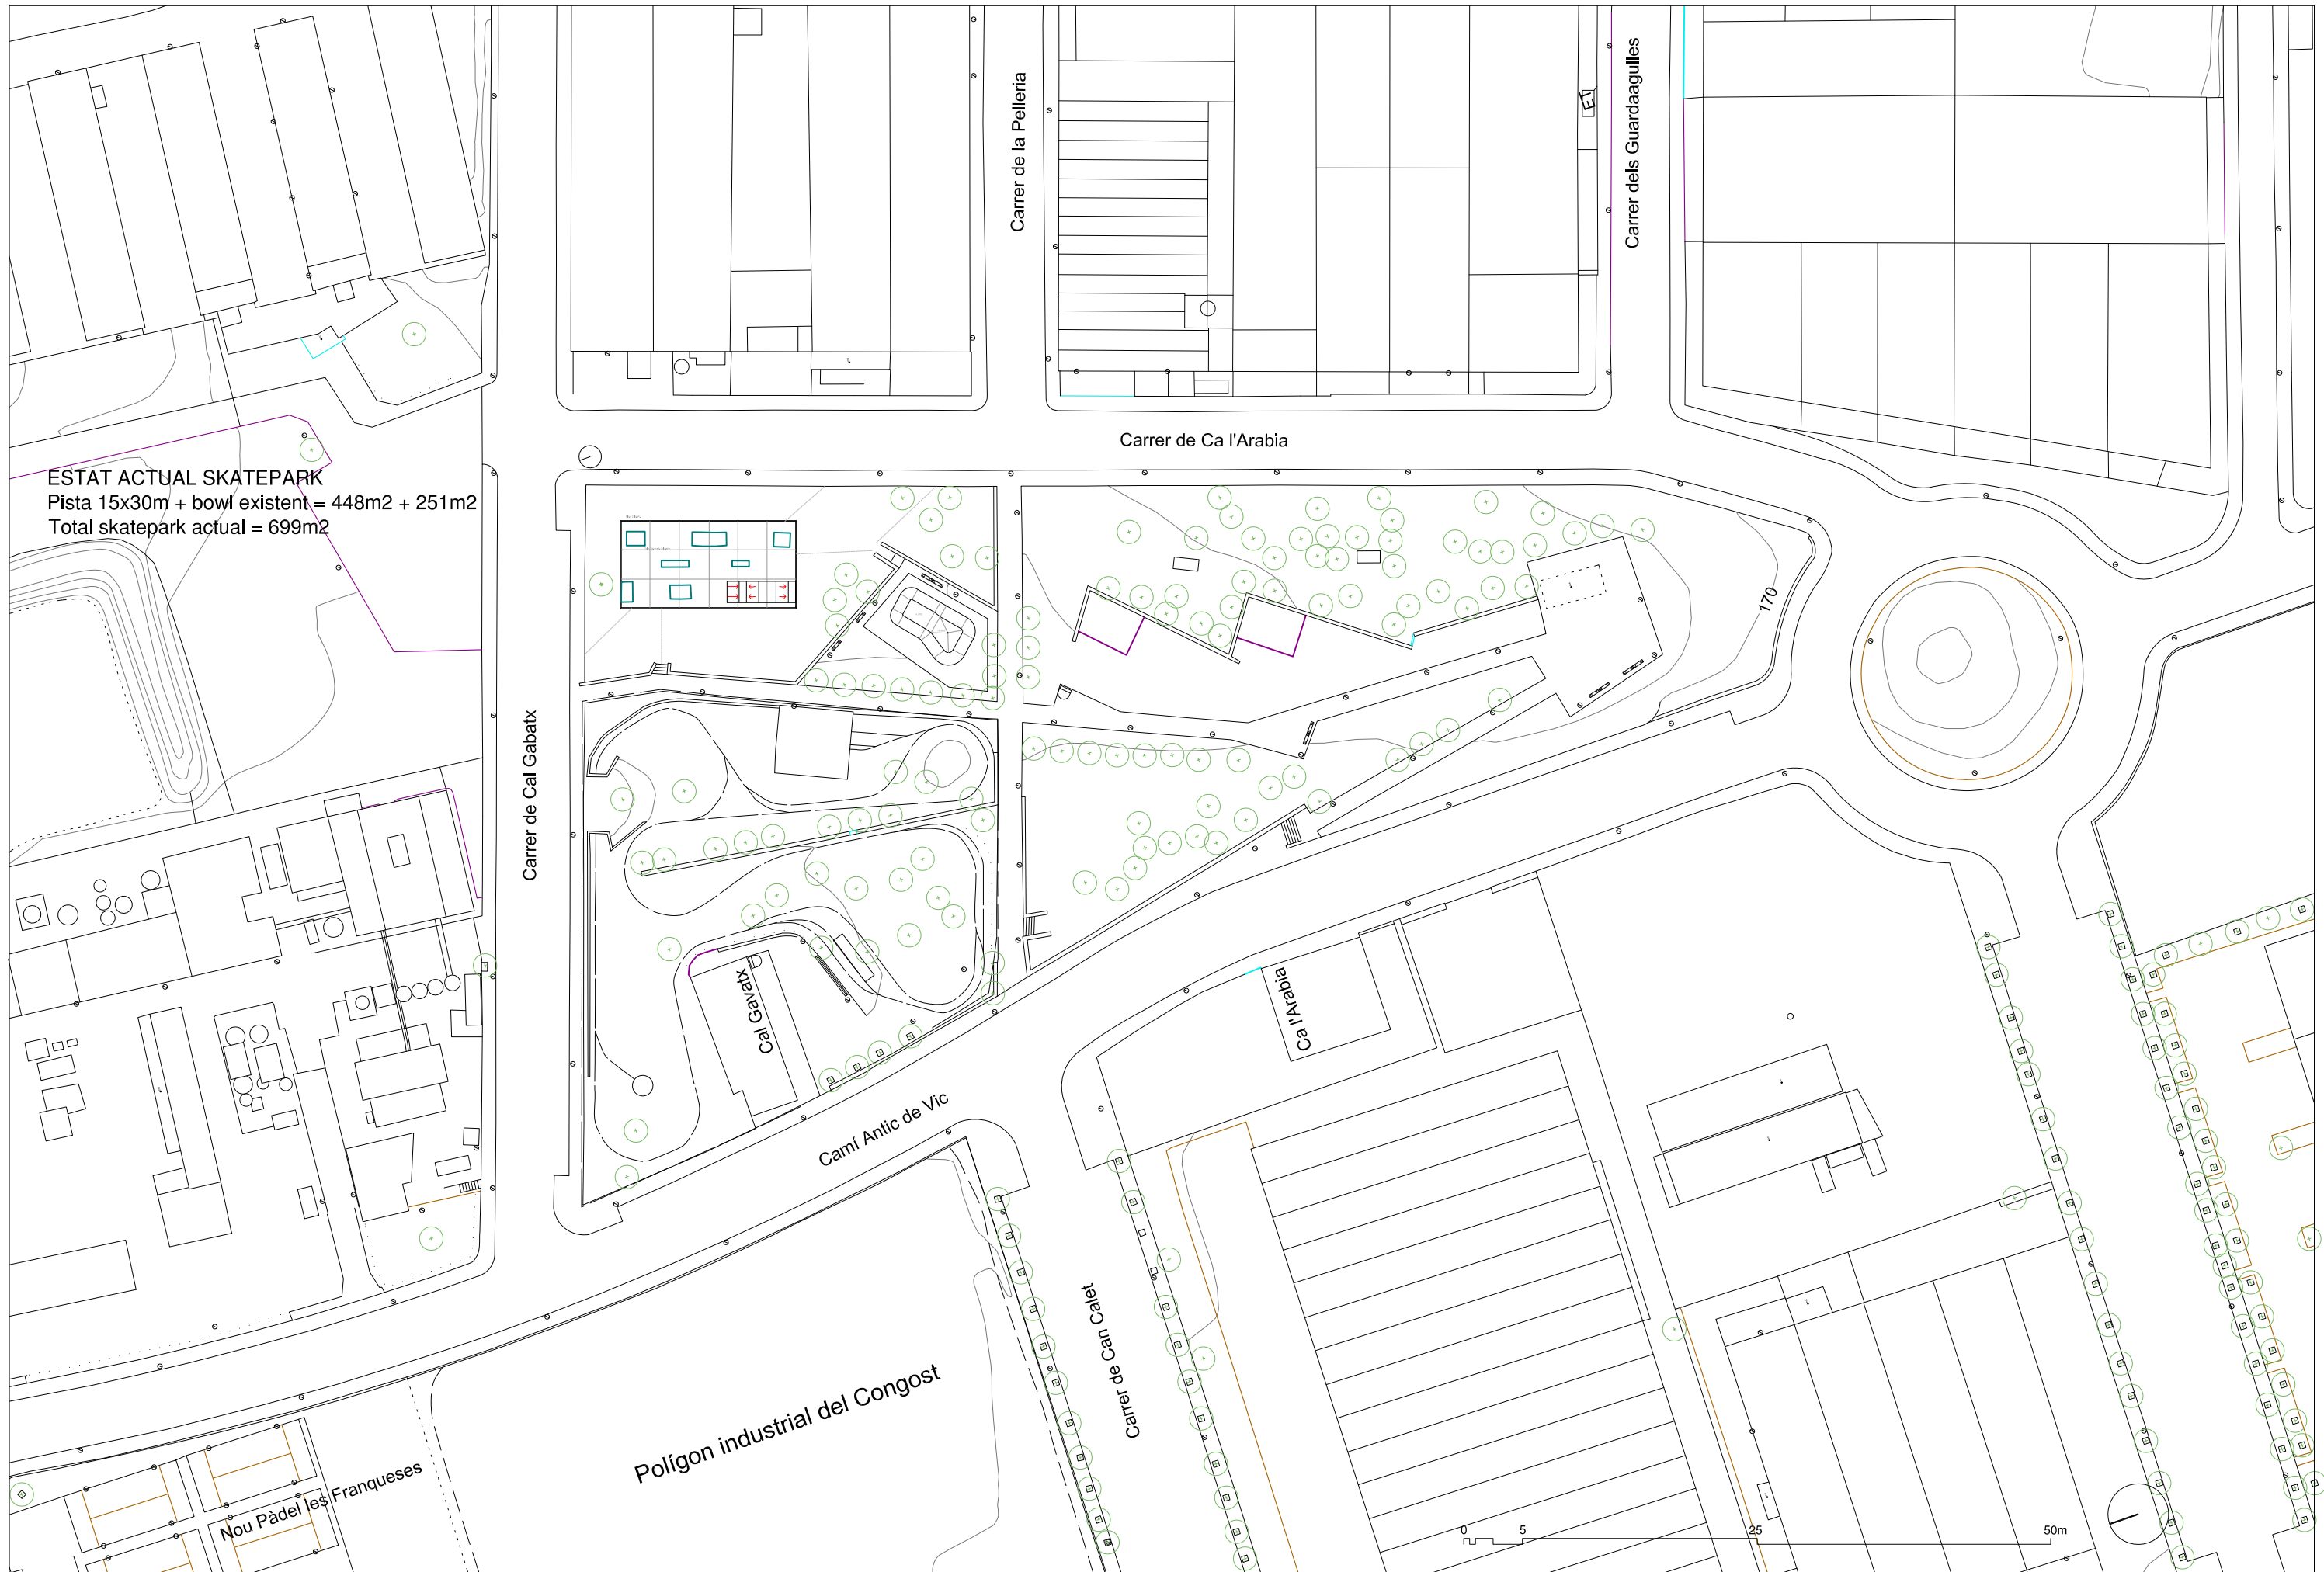 Carrer de la Pelleria
Carrer dels Guardaagulles
ET
Carrer de Ca l'Arabia
ESTAT ACTUAL SKATEPARK
Pista 15x30m + bowl existent = 448m2 + 251m2
Total skatepark actual = 699m2
170
Carrer de Cal Gabatx
Cal Gavatx
Ca l'Arabia
Camí Antic de Vic
Carrer de Can Calet
Polígon industrial del Congost
Nou Pàdel les Franqueses
0 5 25 50m